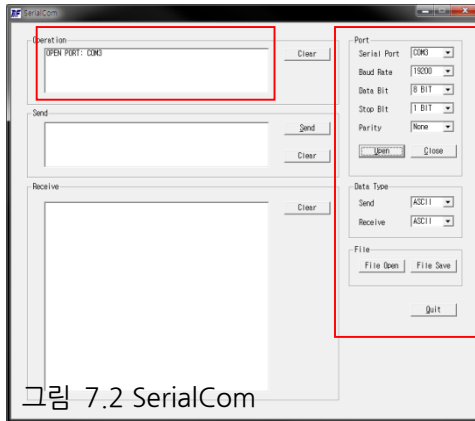 SerialCom
Operation
OPEN PORT: COM3
Clear
Send
Send
Clear
Receive
Clear
Port
Serial Port COM3
Baud Rate 19200
Data Bit 8 BIT
Stop Bit 1 BIT
Parity None
Open Close
Data Type
Send ASCII
Receive ASCII
File
File Open File Save
Quit
그림 7.2 SerialCom